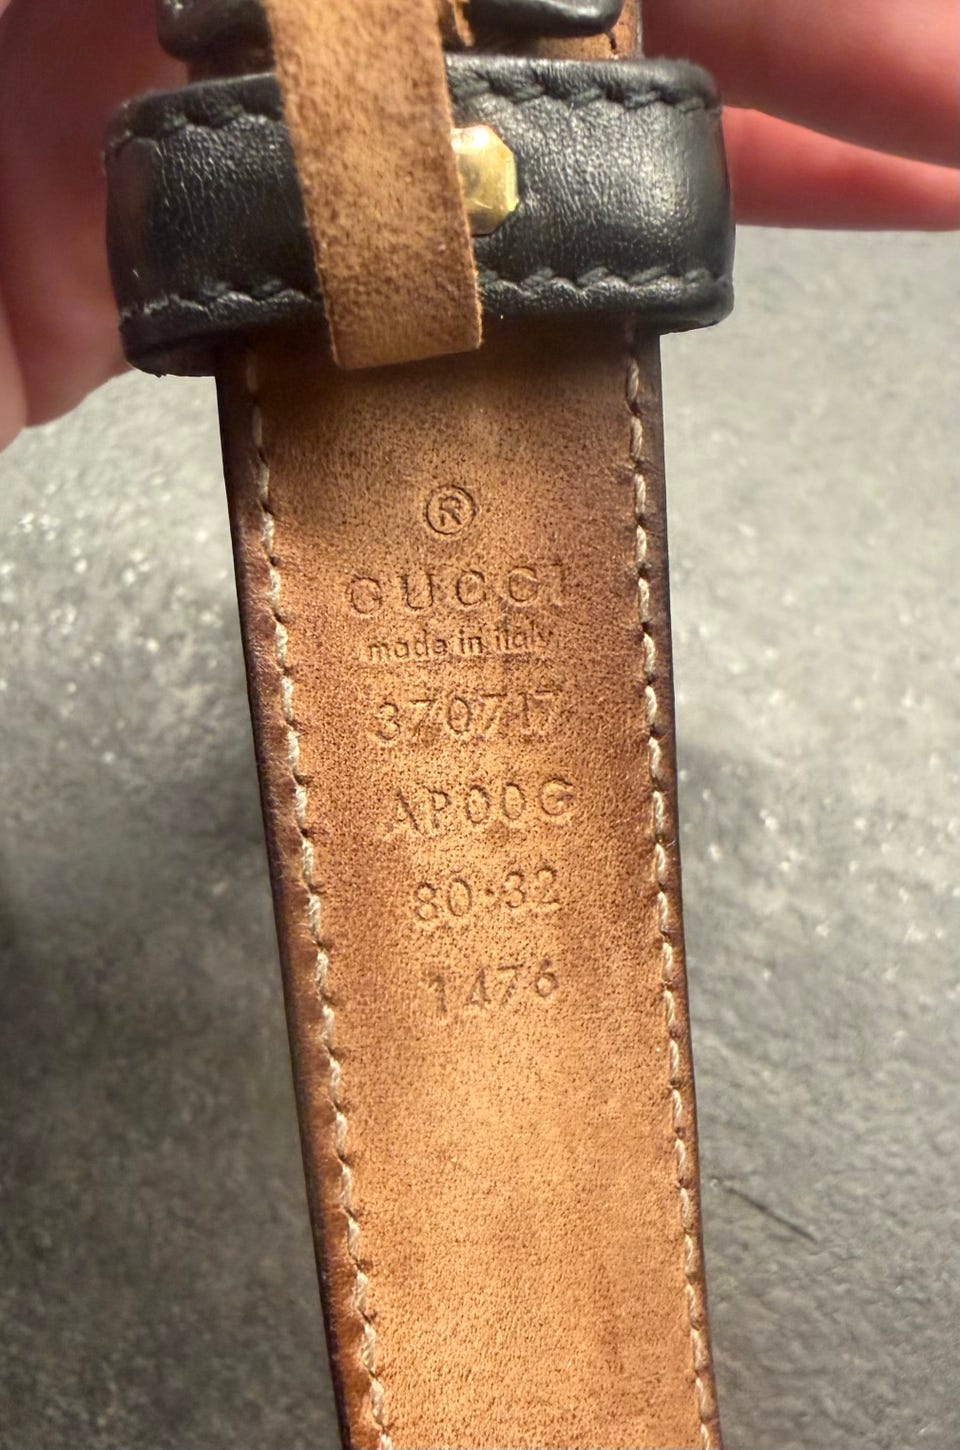 ®
GUCCI
made in italy
370717
AP00G
80·32
1476